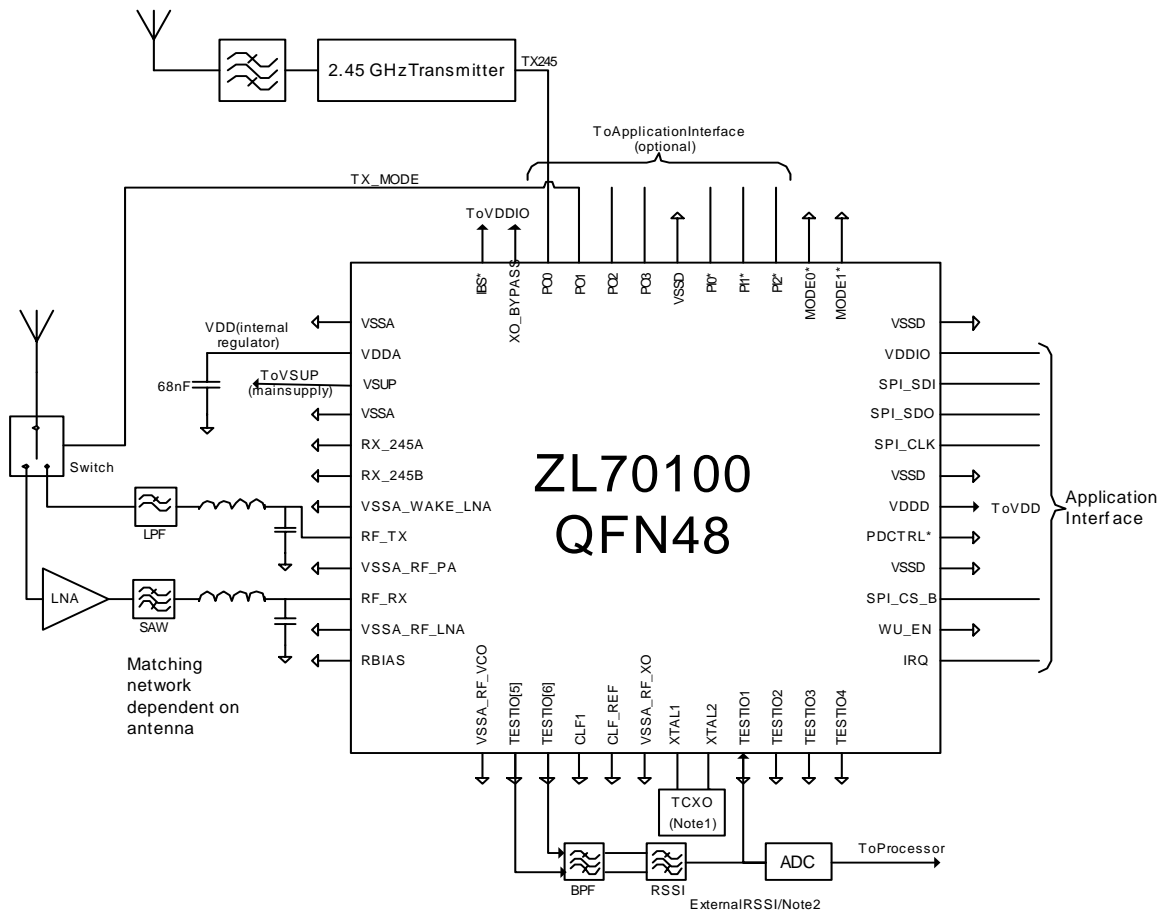 2.45 GHzTransmitter
TX245
ToApplicationInterface
(optional)
TX_MODE
ToVDDIO
IBS*
XO_BYPASS
PO0
PO1
PO2
PO3
VSSD
PI0*
PI1*
PI2*
MODE0*
MODE1*
VDD(internal
regulator)
68nF
ToVSUP
(mainsupply)
Switch
LPF
LNA
SAW
Matching
network
dependent on
antenna
VSSA
VDDA
VSUP
VSSA
RX_245A
RX_245B
VSSA_WAKE_LNA
RF_TX
VSSA_RF_PA
RF_RX
VSSA_RF_LNA
RBIAS
ZL70100
QFN48
VSSD
VDDIO
SPI_SDI
SPI_SDO
SPI_CLK
VSSD
VDDD
PDCTRL*
VSSD
SPI_CS_B
WU_EN
IRQ
ToVDD
Application
Interface
VSSA_RF_VCO
TESTIO[5]
TESTIO[6]
CLF1
CLF_REF
VSSA_RF_XO
XTAL1
XTAL2
TESTIO1
TESTIO2
TESTIO3
TESTIO4
TCXO
(Note1)
BPF
RSSI
ADC
ToProcessor
ExternalRSSI/Note2